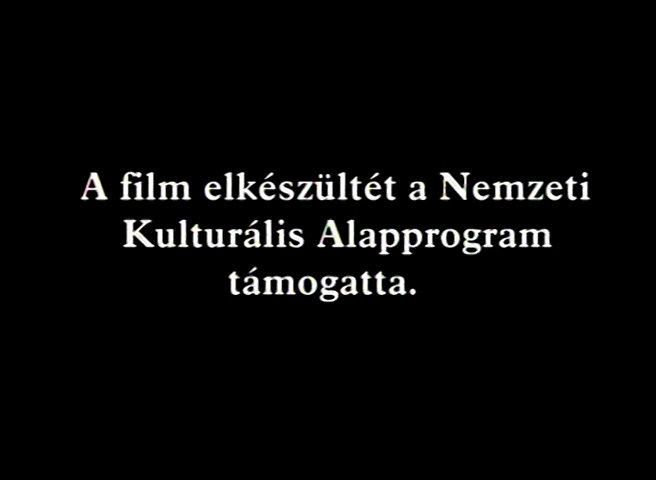 A film elkészültét a Nemzeti
Kulturális Alapprogram
támogatta.